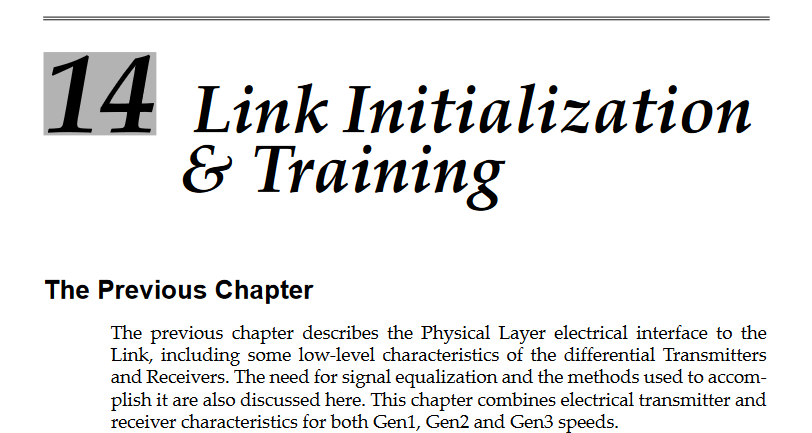 14 Link Initialization
& Training
The Previous Chapter
The previous chapter describes the Physical Layer electrical interface to the
Link, including some low-level characteristics of the differential Transmitters
and Receivers. The need for signal equalization and the methods used to accom-
plish it are also discussed here. This chapter combines electrical transmitter and
receiver characteristics for both Gen1, Gen2 and Gen3 speeds.